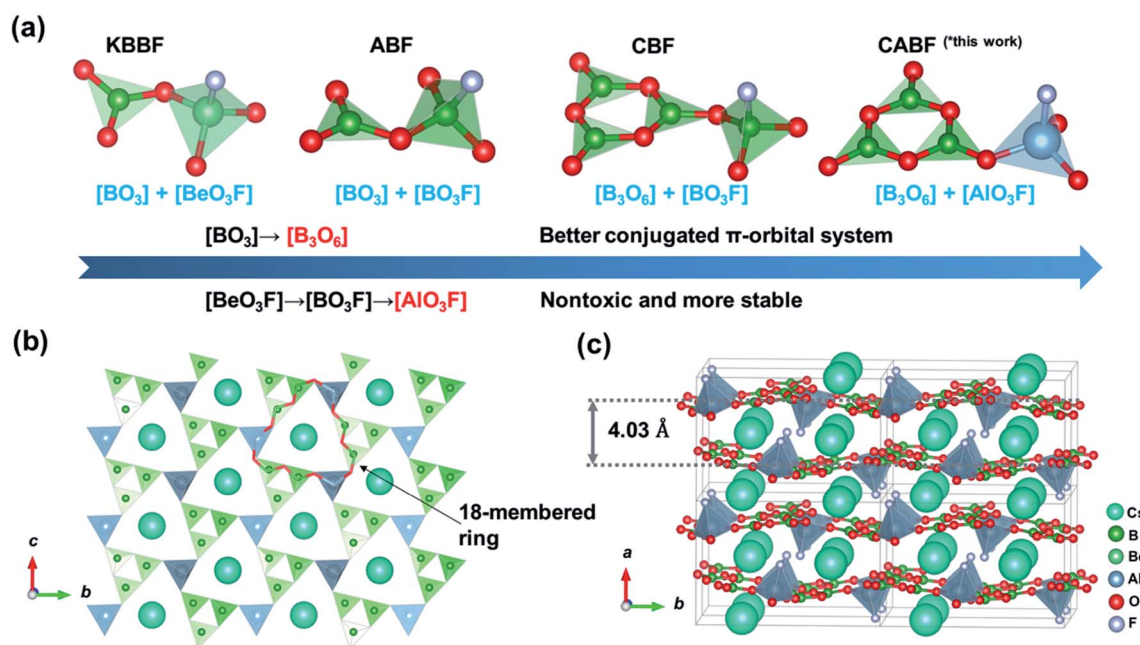 (a)
KBBF
ABF
CBF
CABF (*this work)
[BO₃] + [BeO₃F]
[BO₃] + [BO₃F]
[B₃O₆] + [BO₃F]
[B₃O₆] + [AlO₃F]
[BO₃]→ [B₃O₆]
Better conjugated π-orbital system
[BeO₃F]→[BO₃F]→[AlO₃F]
Nontoxic and more stable
(b)
18-membered
ring
c
b
(c)
4.03 Å
a
b
Cs
B
Be
Al
O
F